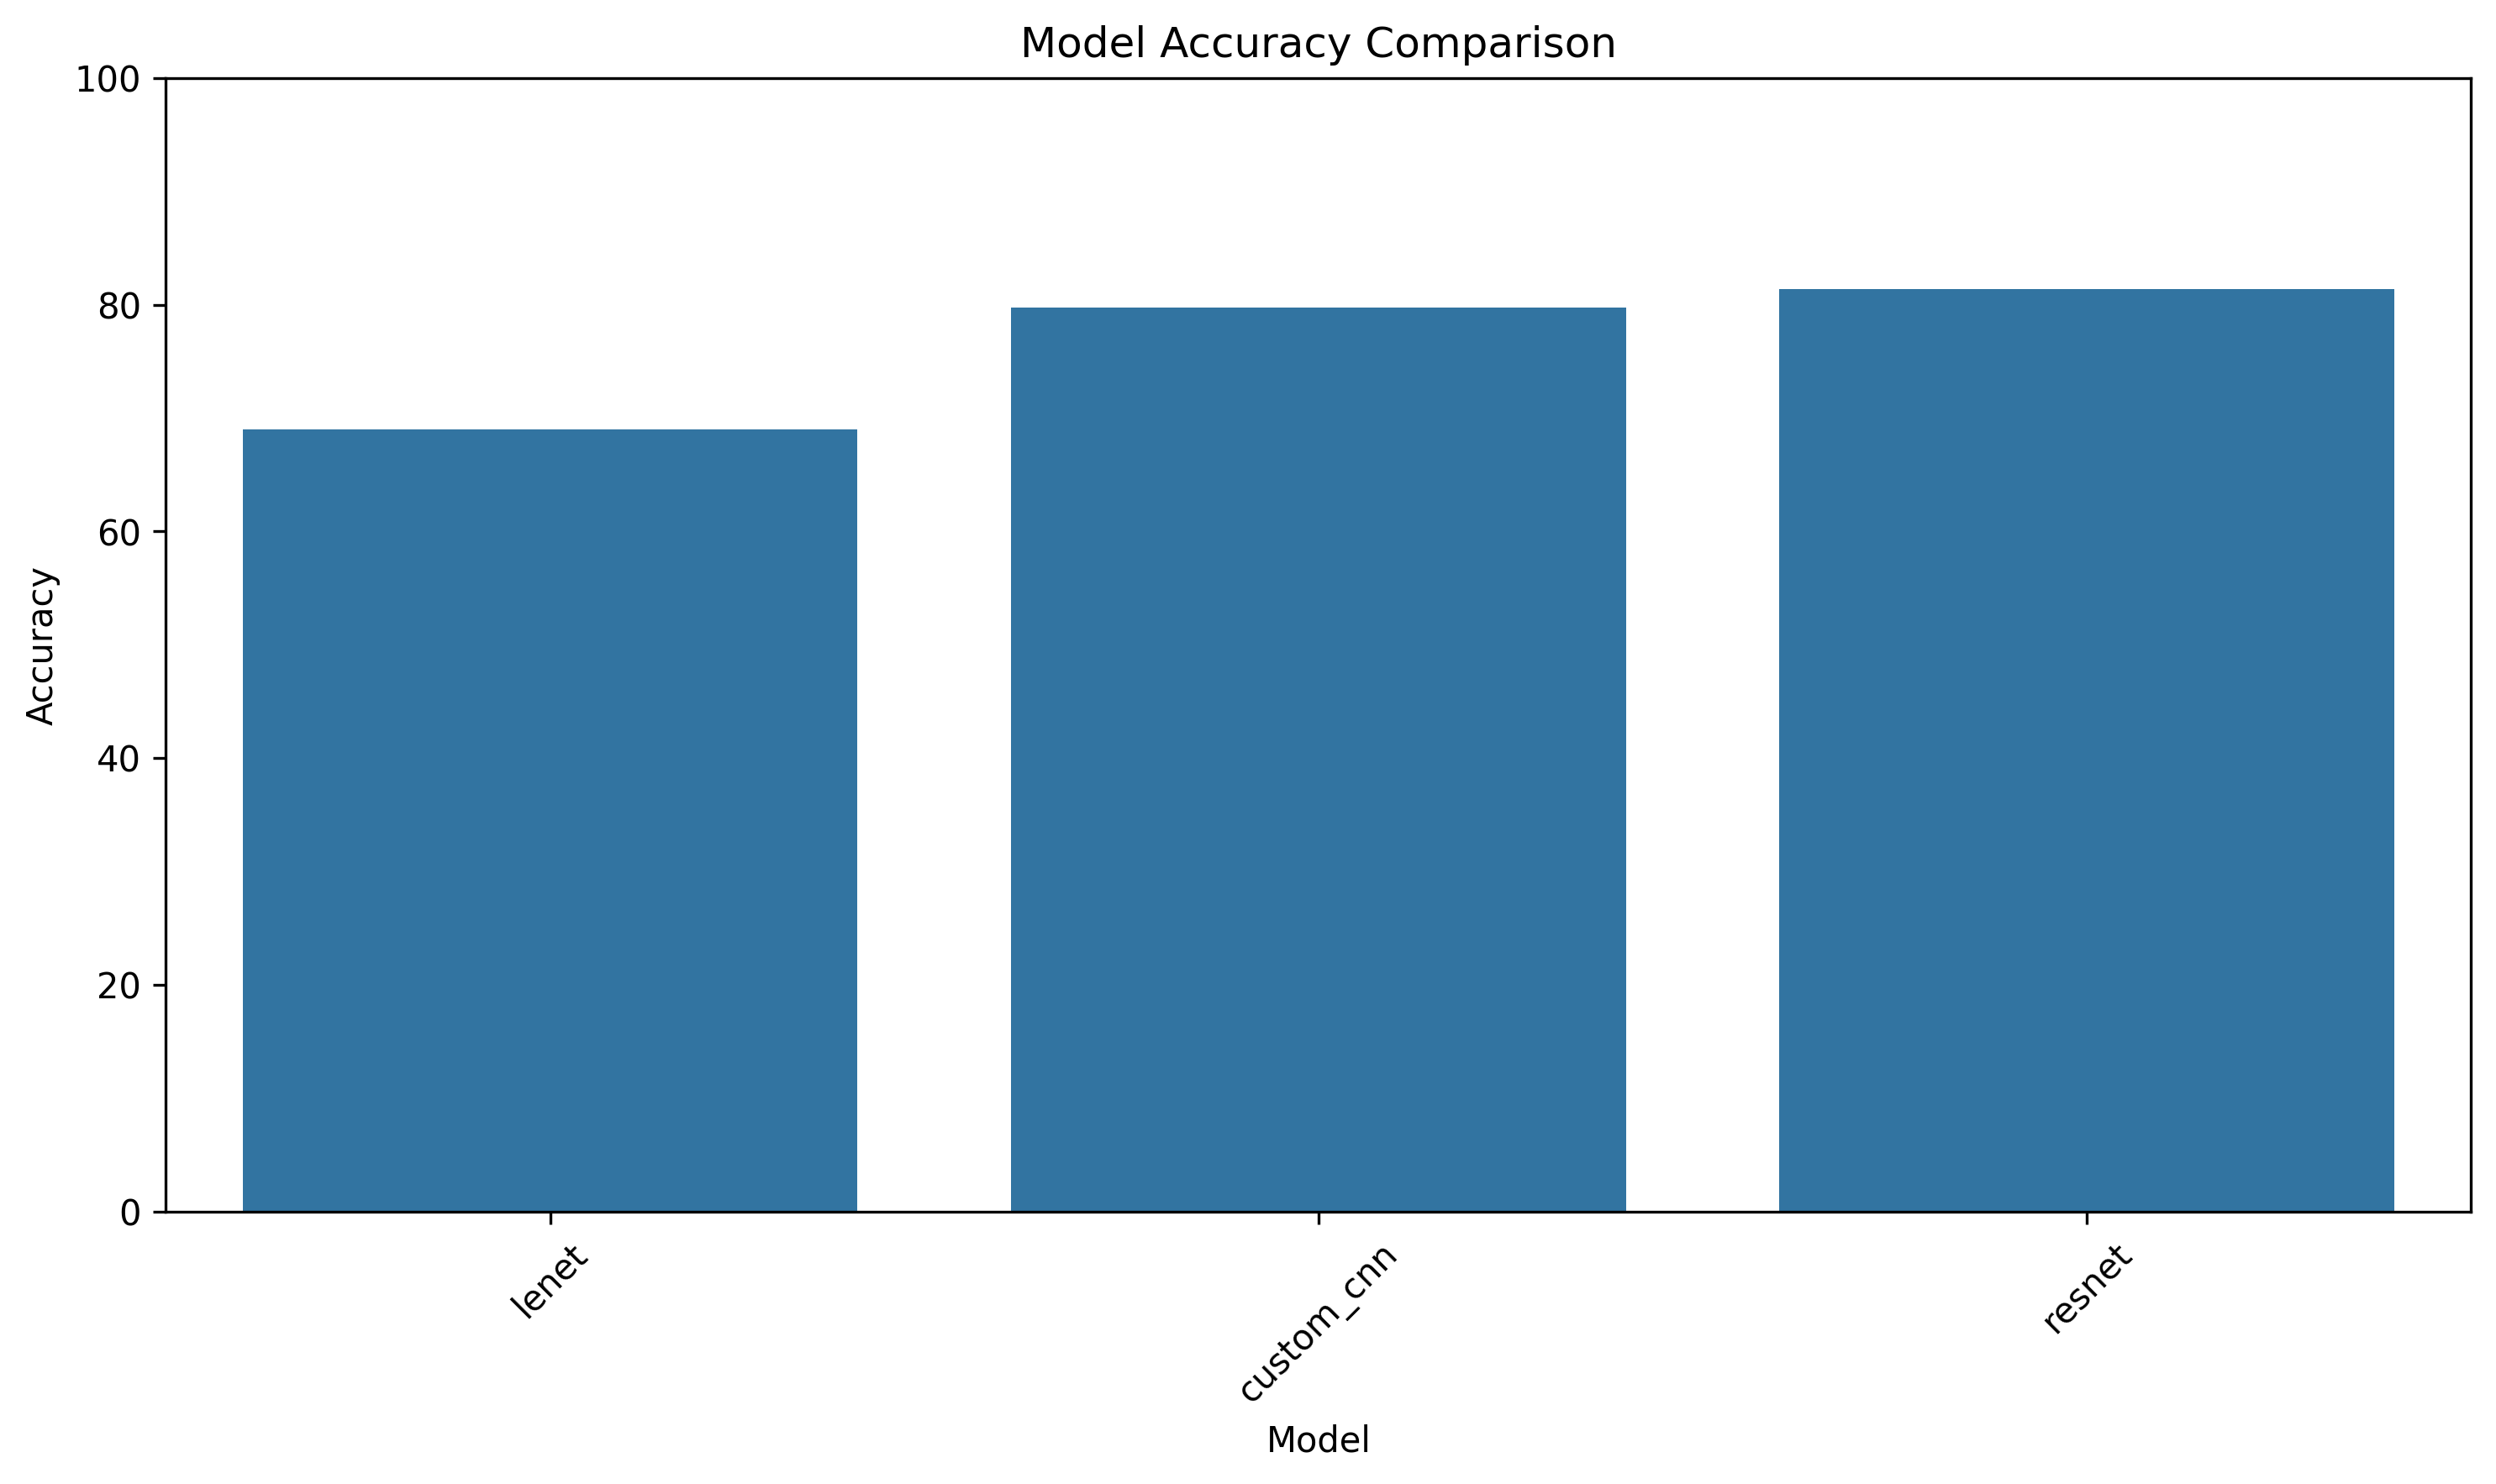 Model Accuracy Comparison
100
80
60
40
20
0
Accuracy
lenet
custom_cnn
resnet
Model